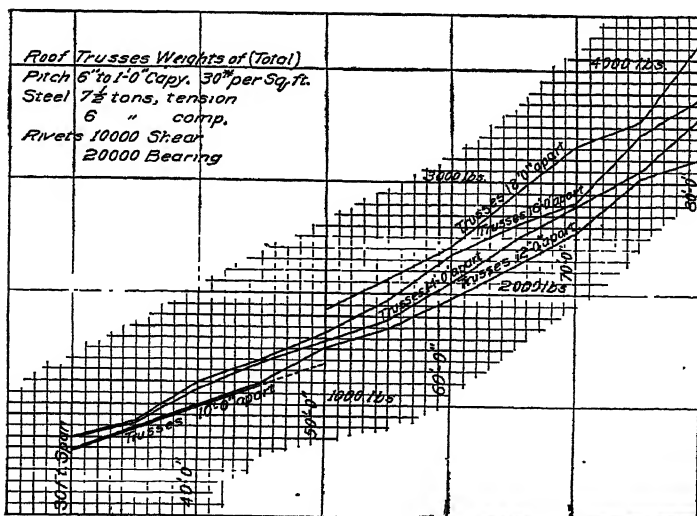 Roof Trusses Weights of (Total)
Pitch 6" to 1'-0" Capy. 30# per Sq. ft.
Steel 7½ tons, tension
6 " comp.
Rivets 10000 Shear
20000 Bearing
4000 lbs.
3000 lbs.
Trusses 18'-0" apart
Trusses 16'-0" apart
Trusses 14'-0" apart
Trusses 12'-0" apart
2000 lbs
Trusses 10'-0" apart
1000 lbs
30 Ft. Span
40'-0"
50'-0"
60'-0"
70'-0"
80'-0"